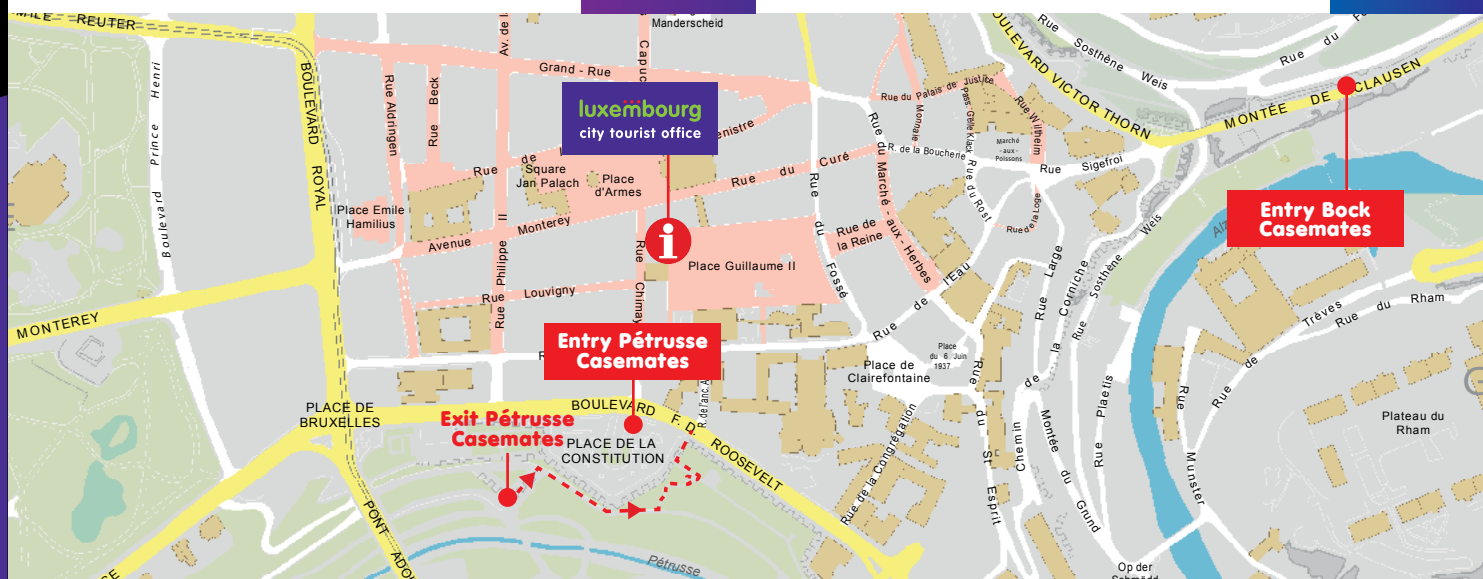 REUTER
BOULEVARD ROYAL
Boulevard Prince Henri
Rue Aldringen
Rue Beck
Av. de l
Grand - Rue
Manderscheid
luxembourg
city tourist office
Rue de
Square
Jan Palach
Place
d'Armes
Rue du Curé
Place Emile
Hamilius
Avenue Monterey
Rue Philippe II
Rue Louvigny
Rue Chimay
Place Guillaume II
Rue de
la Reine
Rue du Fossé
Rue du Marché - aux - Herbes
Rue du Palais de Justice
Monnaie
R. de la Boucherie
Rue du Rost
Marché
- aux -
Poissons
Rue Wiltheim
Rue Sigefroi
Rue de la Loge
Rue de l'Eau
Rue Large
BOULEVARD VICTOR THORN
Rue Sosthène Weis
Rue du
MONTÉE DE CLAUSEN
Entry Bock
Casemates
MONTEREY
PLACE DE
BRUXELLES
Entry Pétrusse
Casemates
Exit Pétrusse
Casemates
BOULEVARD F. D. ROOSEVELT
PLACE DE LA
CONSTITUTION
R. de l'anc. A
Place de
Clairefontaine
Place
du 6 Juin
1937
Rue du St Esprit
Rue de la Congrégation
Chemin de la Corniche
Rue Sosthène Weis
Montée du Grund
Rue Plaetis
Rue Munster
Rue de Trèves
Rue du Rham
Plateau du
Rham
PONT
Pétrusse
Op der